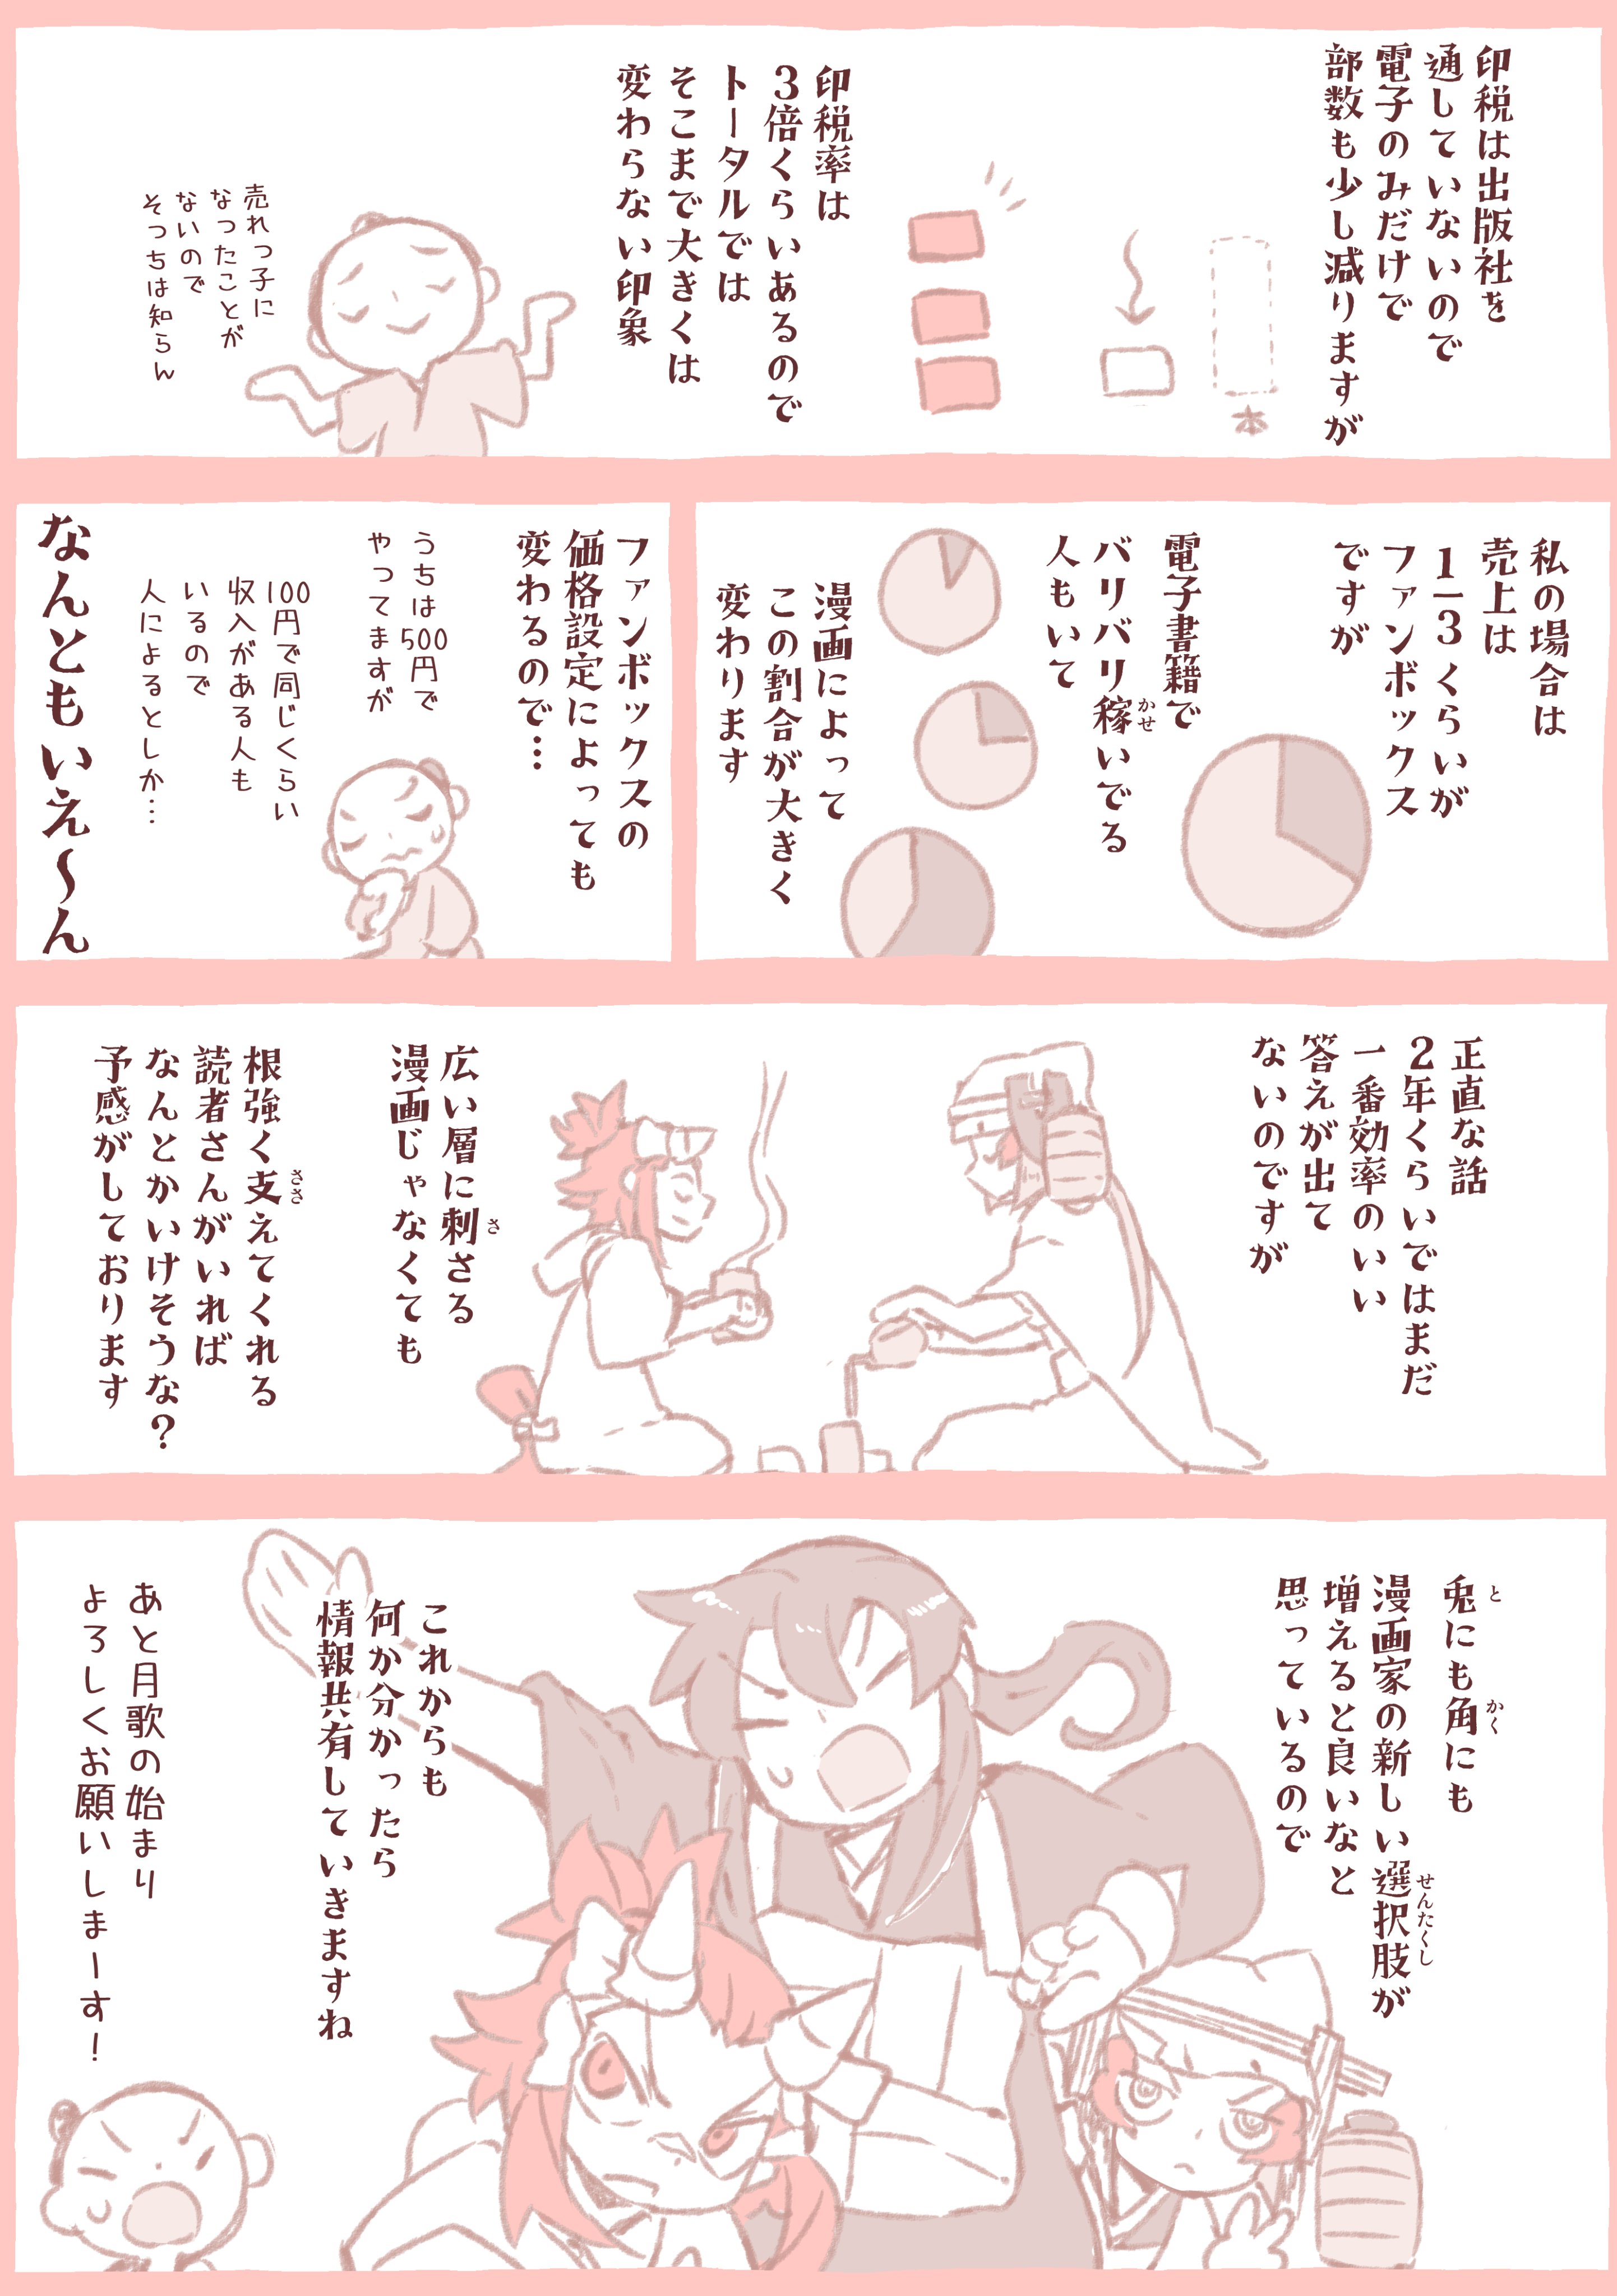 印税は出版社を
通していないので
電子のみだけで
部数も少し減りますが
本
印税率は
3倍くらいあるので
トータルでは
そこまで大きくは
変わらない印象
売れっ子に
なったことが
ないので
そっちは知らん
私の場合は
売上は
1/3くらいが
ファンボックス
ですが
電子書籍で
バリバリ稼いでる
かせ
人もいて
漫画によって
この割合が大きく
変わります
ファンボックスの
価格設定によっても
変わるので…
うちは500円で
やってますが
100円で同じくらい
収入がある人も
いるので
人によるとしか…
なんともいえ〜ん
正直な話
2年くらいではまだ
一番効率のいい
答えが出て
ないのですが
広い層に刺さる
さ
漫画じゃなくても
根強く支えてくれる
ささ
読者さんがいれば
なんとかいけそうな?
予感がしております
兎にも角にも
と かく
漫画家の新しい選択肢が
せんたくし
増えると良いなと
思っているので
これからも
何か分かったら
情報共有していきますね
あと月歌の始まり
よろしくお願いしまーす!